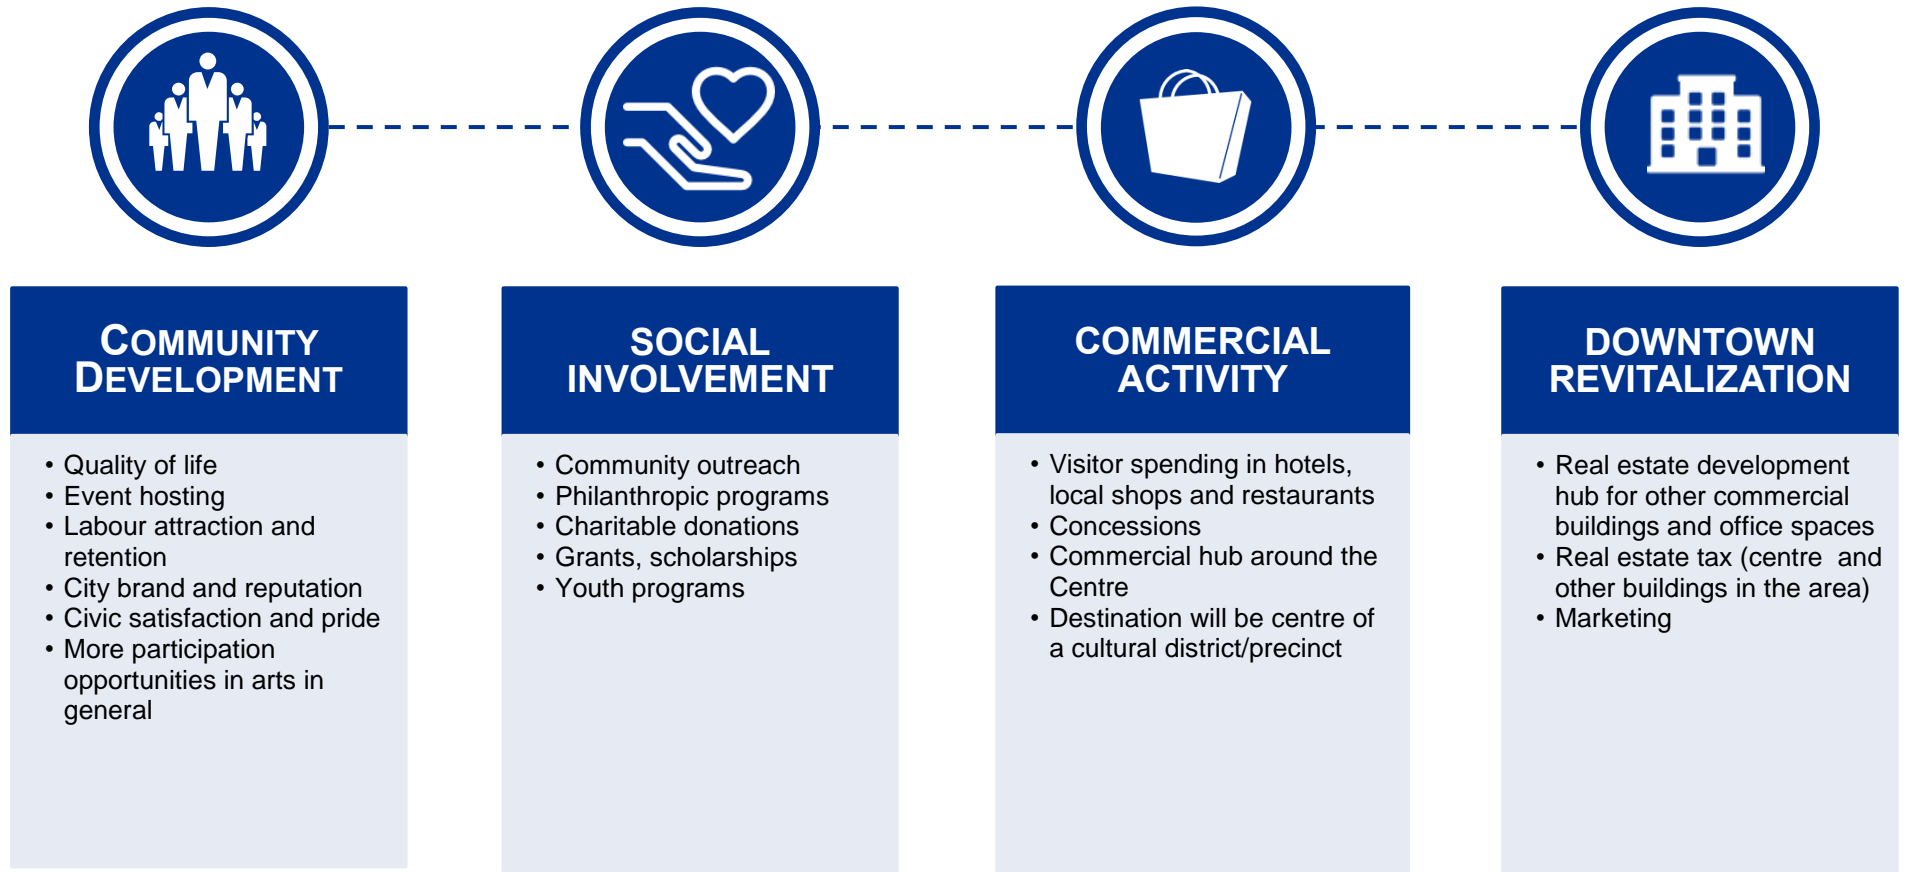 COMMUNITY
DEVELOPMENT
• Quality of life
• Event hosting
• Labour attraction and
retention
• City brand and reputation
• Civic satisfaction and pride
• More participation
opportunities in arts in
general
SOCIAL
INVOLVEMENT
• Community outreach
• Philanthropic programs
• Charitable donations
• Grants, scholarships
• Youth programs
COMMERCIAL
ACTIVITY
• Visitor spending in hotels,
local shops and restaurants
• Concessions
• Commercial hub around the
Centre
• Destination will be centre of
a cultural district/precinct
DOWNTOWN
REVITALIZATION
• Real estate development
hub for other commercial
buildings and office spaces
• Real estate tax (centre  and
other buildings in the area)
• Marketing